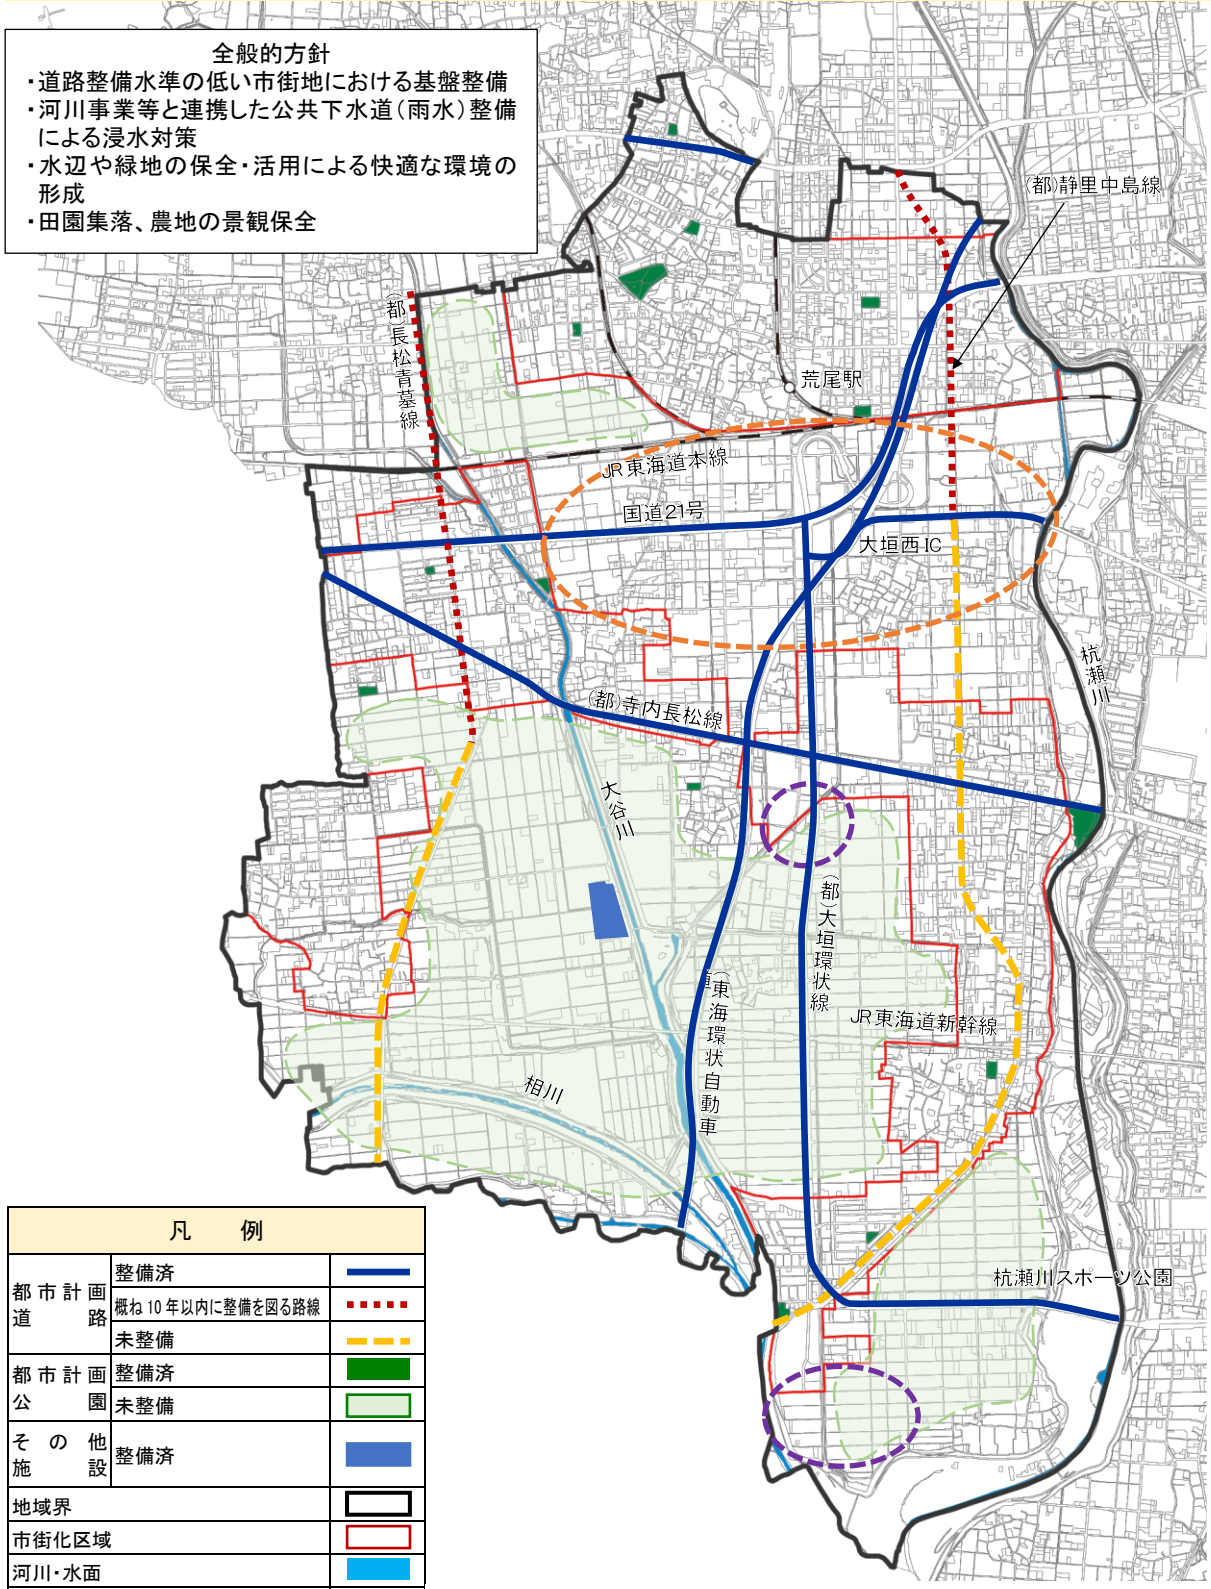 全般的方針
・道路整備水準の低い市街地における基盤整備
・河川事業等と連携した公共下水道(雨水)整備
による浸水対策
・水辺や緑地の保全・活用による快適な環境の
形成
・田園集落、農地の景観保全
(都)静里中島線
(都)長松青墓線
荒尾駅
JR東海道本線
国道21号
大垣西IC
杭瀬川
(都)寺内長松線
大谷川
(都)大垣環状線
(東海環状自動車
道)
JR東海道新幹線
相川
杭瀬川スポーツ公園
凡 例
都市計画道路
整備済
概ね10年以内に整備を図る路線
未整備
都市計画公園
整備済
未整備
その他施設
整備済
地域界
市街化区域
河川・水面